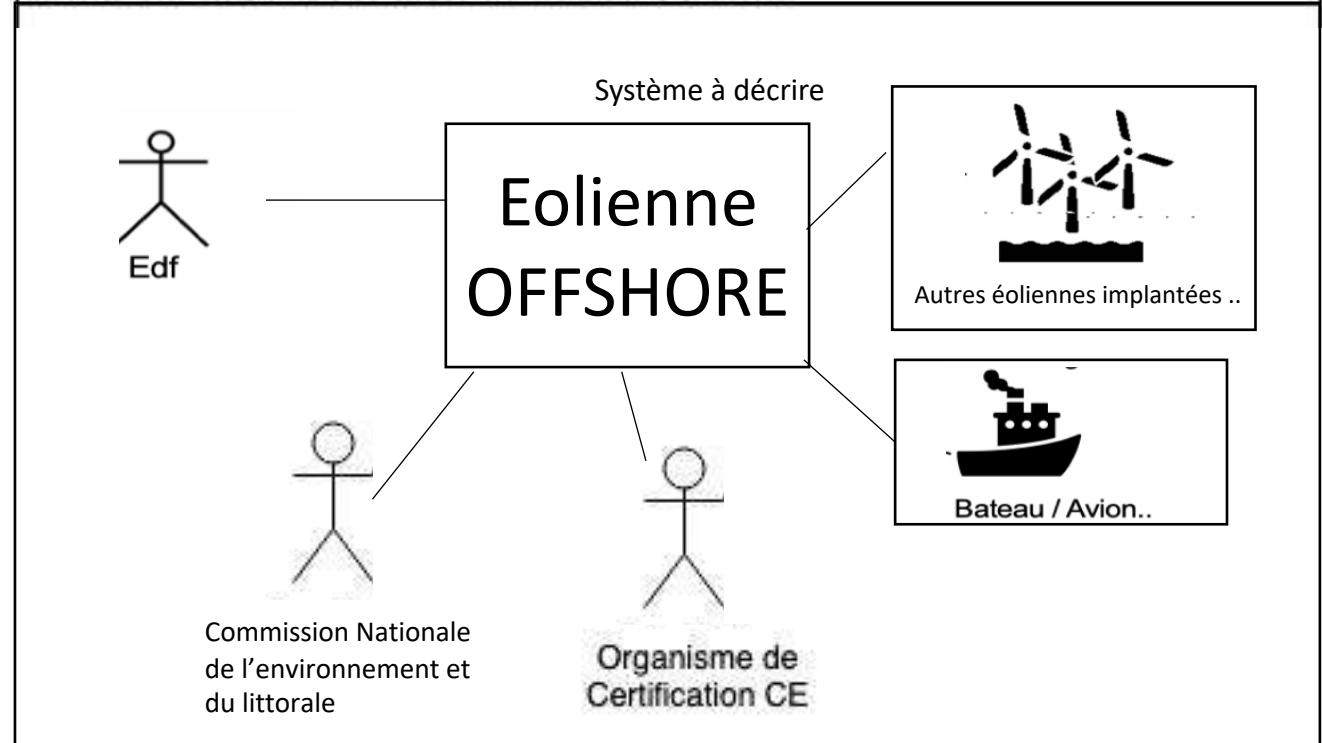 Système à décrire
Eolienne
OFFSHORE
Edf
Autres éoliennes implantées ..
Bateau / Avion..
Commission Nationale
de l’environnement et
du littorale
Organisme de
Certification CE